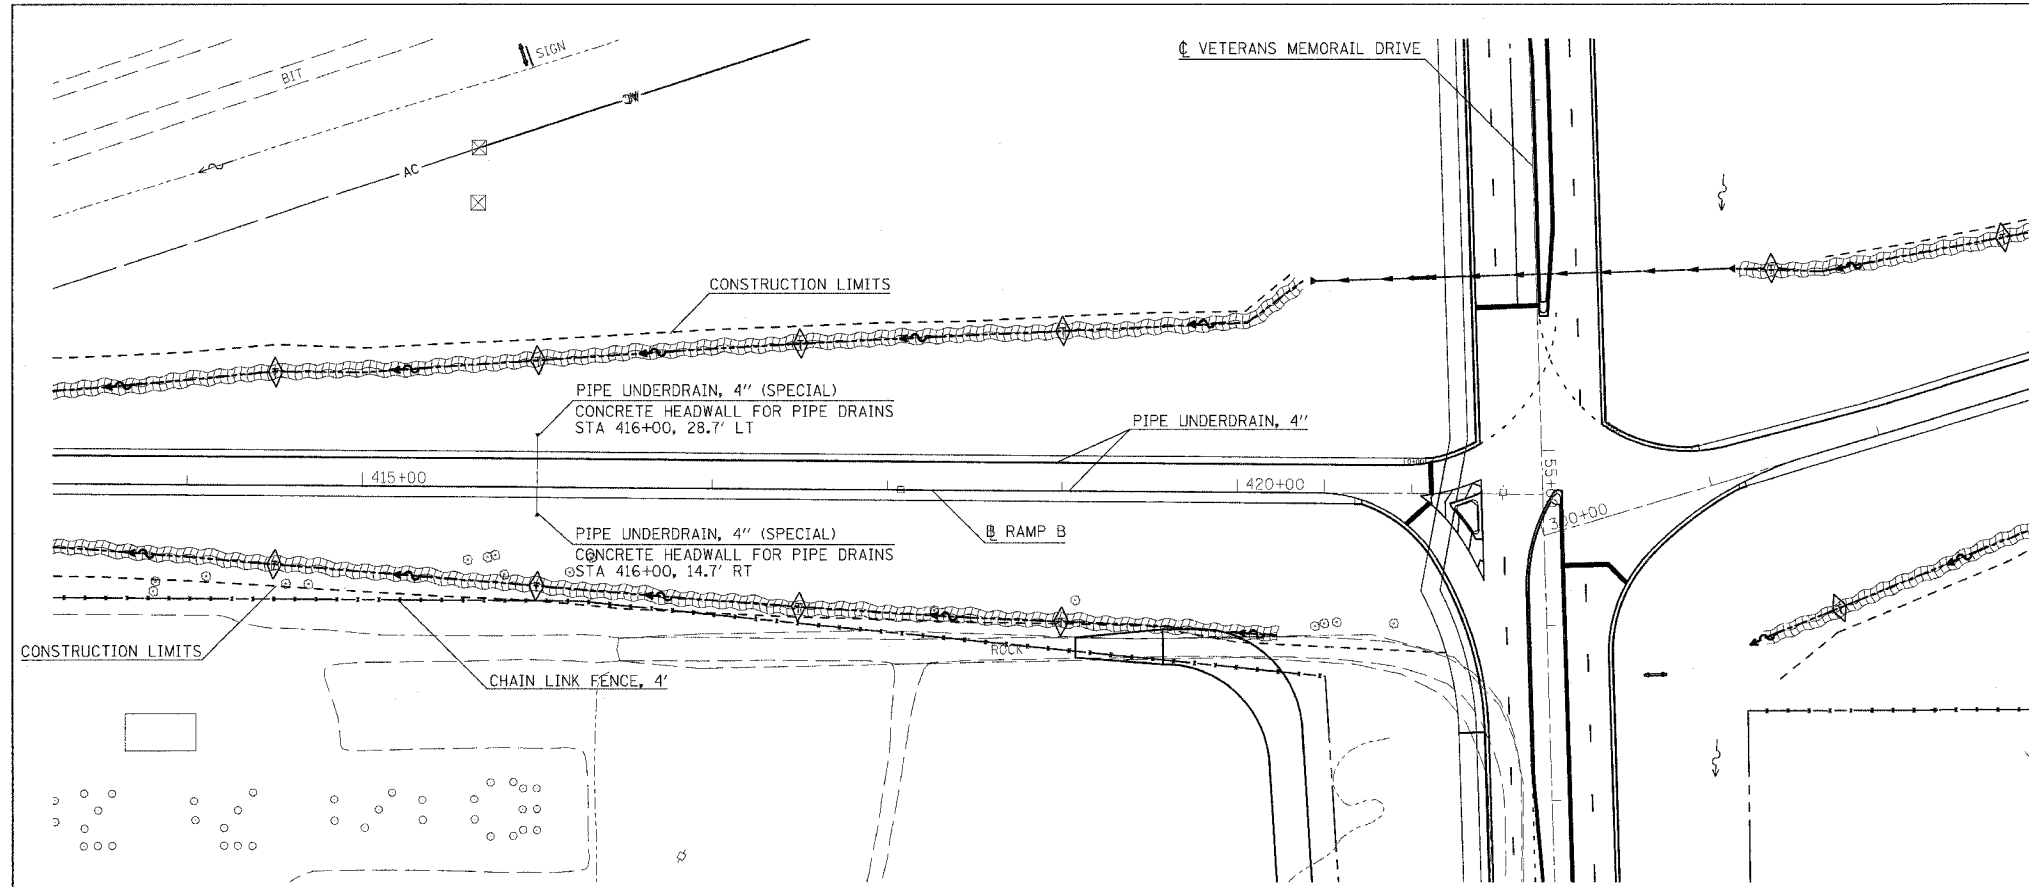 SIGN
BIT
AC
℄ VETERANS MEMORAIL DRIVE
CONSTRUCTION LIMITS
PIPE UNDERDRAIN, 4" (SPECIAL)
CONCRETE HEADWALL FOR PIPE DRAINS
STA 416+00, 28.7' LT
PIPE UNDERDRAIN, 4"
415+00
420+00
300+00
PIPE UNDERDRAIN, 4" (SPECIAL)
CONCRETE HEADWALL FOR PIPE DRAINS
STA 416+00, 14.7' RT
RAMP B
ROCK
CONSTRUCTION LIMITS
CHAIN LINK FENCE, 4'